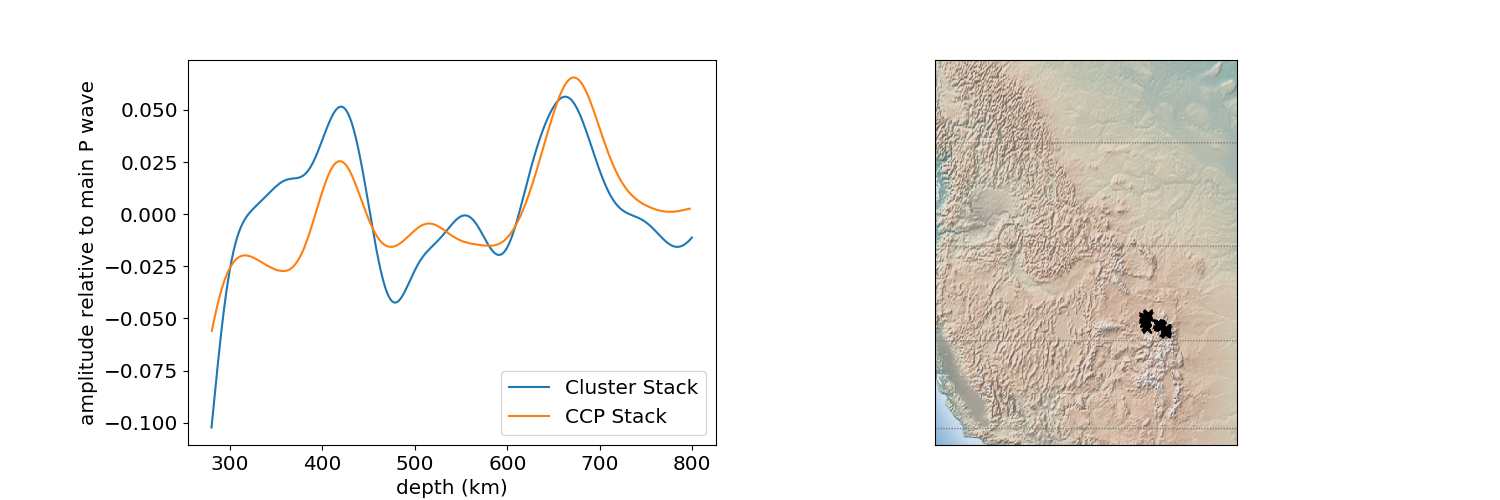 amplitude relative to main P wave
0.050
0.025
0.000
−0.025
−0.050
−0.075
−0.100
300 400 500 600 700 800
depth (km)
Cluster Stack
CCP Stack